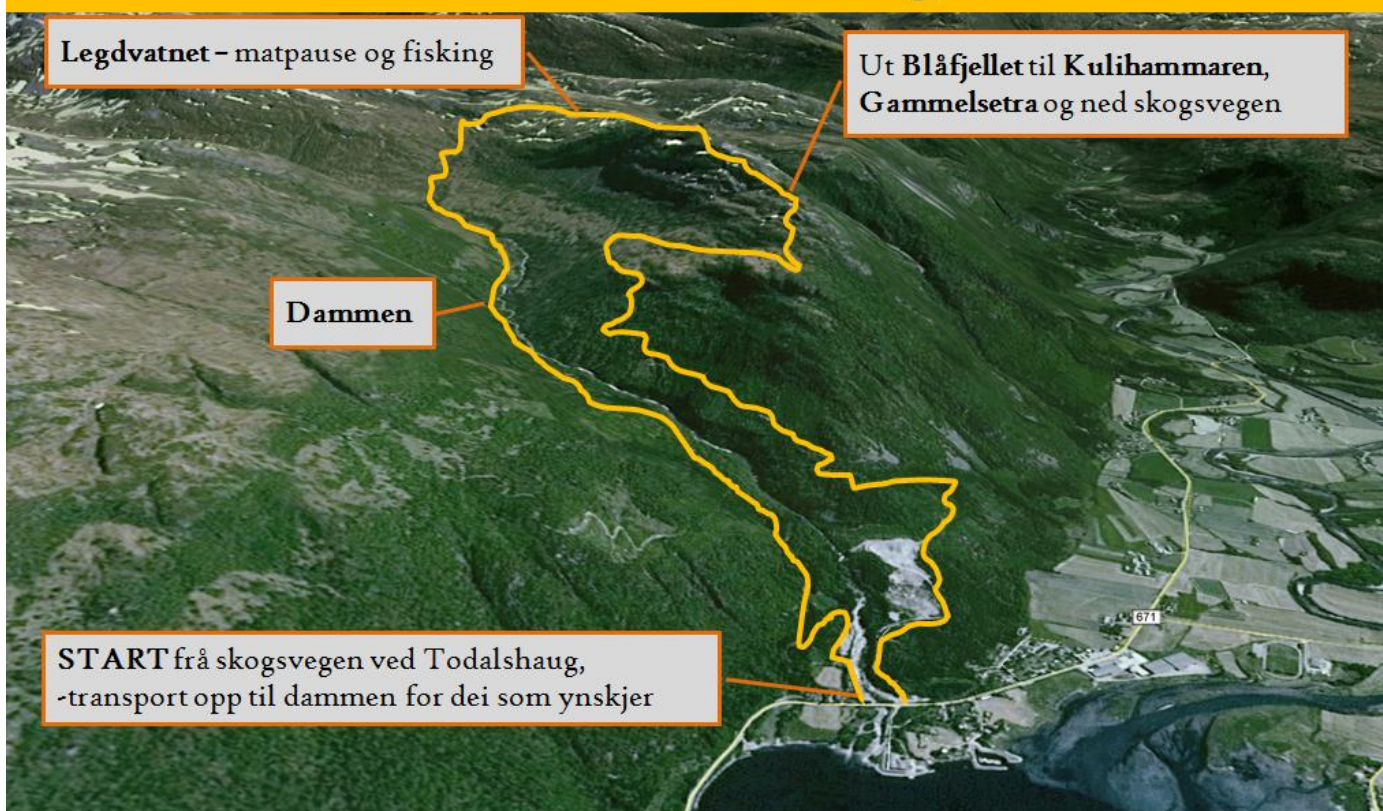 Legdvatnet – matpause og fisking
Ut Blåfjellet til Kulihammaren,
Gammelsetra og ned skogsvegen
Dammen
671
START frå skogsvegen ved Todalshaug,
-transport opp til dammen for dei som ynskjer